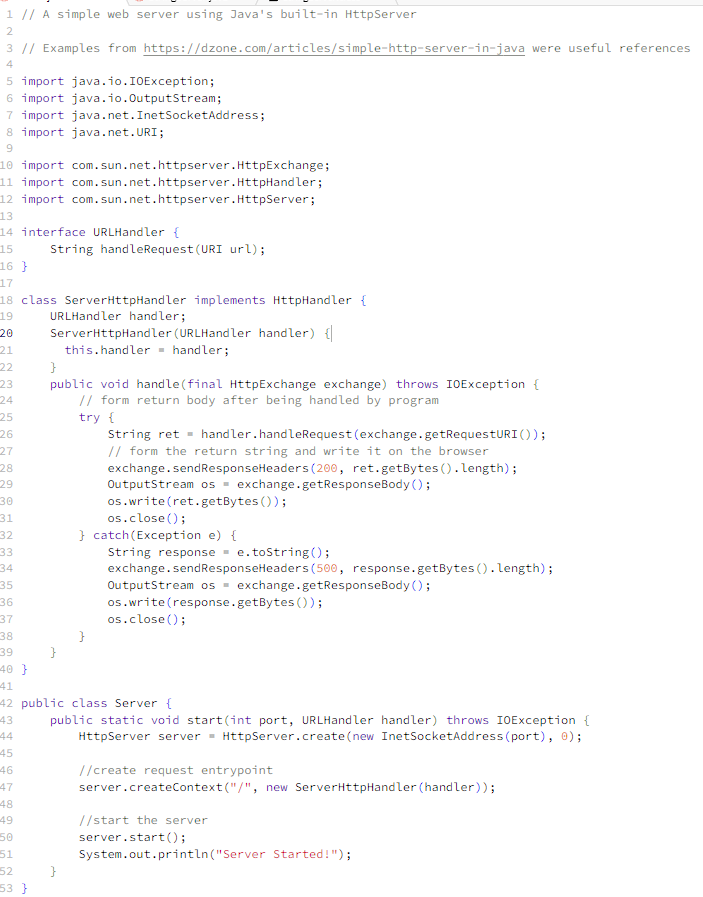 1 // A simple web server using Java's built-in HttpServer
2
3 // Examples from https://dzone.com/articles/simple-http-server-in-java were useful references
4
5 import java.io.IOException;
6 import java.io.OutputStream;
7 import java.net.InetSocketAddress;
8 import java.net.URI;
9
10 import com.sun.net.httpserver.HttpExchange;
11 import com.sun.net.httpserver.HttpHandler;
12 import com.sun.net.httpserver.HttpServer;
13
14 interface URLHandler {
15     String handleRequest(URI url);
16 }
17
18 class ServerHttpHandler implements HttpHandler {
19     URLHandler handler;
20     ServerHttpHandler(URLHandler handler) {
21       this.handler = handler;
22     }
23     public void handle(final HttpExchange exchange) throws IOException {
24         // form return body after being handled by program
25         try {
26             String ret = handler.handleRequest(exchange.getRequestURI());
27             // form the return string and write it on the browser
28             exchange.sendResponseHeaders(200, ret.getBytes().length);
29             OutputStream os = exchange.getResponseBody();
30             os.write(ret.getBytes());
31             os.close();
32         } catch(Exception e) {
33             String response = e.toString();
34             exchange.sendResponseHeaders(500, response.getBytes().length);
35             OutputStream os = exchange.getResponseBody();
36             os.write(response.getBytes());
37             os.close();
38         }
39     }
40 }
41
42 public class Server {
43     public static void start(int port, URLHandler handler) throws IOException {
44         HttpServer server = HttpServer.create(new InetSocketAddress(port), 0);
45
46         //create request entrypoint
47         server.createContext("/", new ServerHttpHandler(handler));
48
49         //start the server
50         server.start();
51         System.out.println("Server Started!");
52     }
53 }